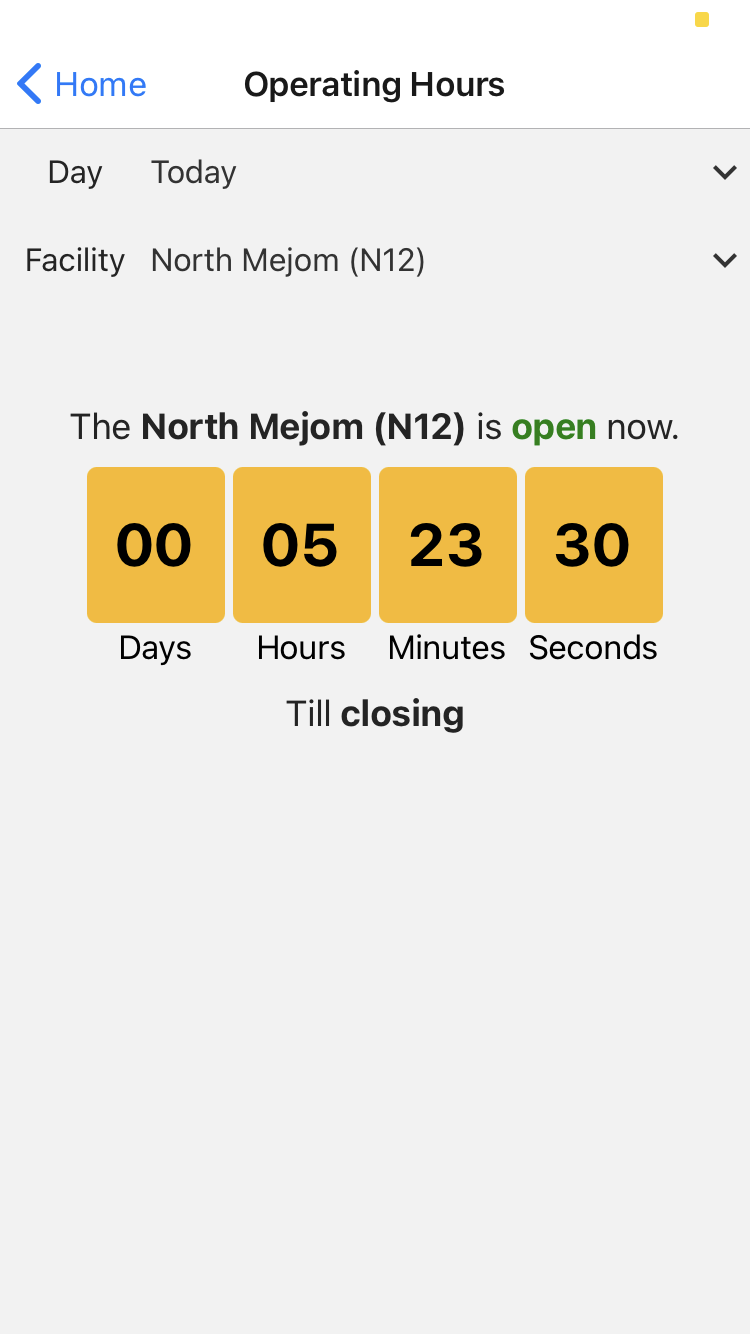 Home Operating Hours
Day Today
Facility North Mejom (N12)
The North Mejom (N12) is open now.
00 05 23 30
Days Hours Minutes Seconds
Till closing